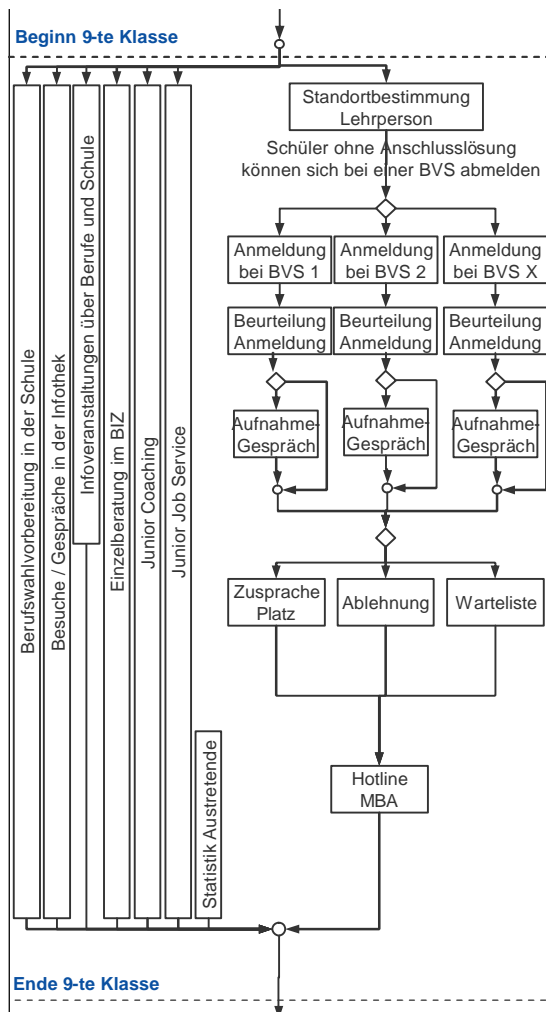 Beginn 9-te Klasse
Berufswahlvorbereitung in der Schule
Besuche / Gespräche in der Infothek
Infoveranstaltungen über Berufe und Schule
Einzelberatung im BIZ
Junior Coaching
Junior Job Service
Statistik Austretende
Standortbestimmung
Lehrperson
Schüler ohne Anschlusslösung
können sich bei einer BVS abmelden
Anmeldung
bei BVS 1
Anmeldung
bei BVS 2
Anmeldung
bei BVS X
Beurteilung
Anmeldung
Beurteilung
Anmeldung
Beurteilung
Anmeldung
Aufnahme-
Gespräch
Aufnahme-
Gespräch
Aufnahme-
Gespräch
Zusprache
Platz
Ablehnung
Warteliste
Hotline
MBA
Ende 9-te Klasse